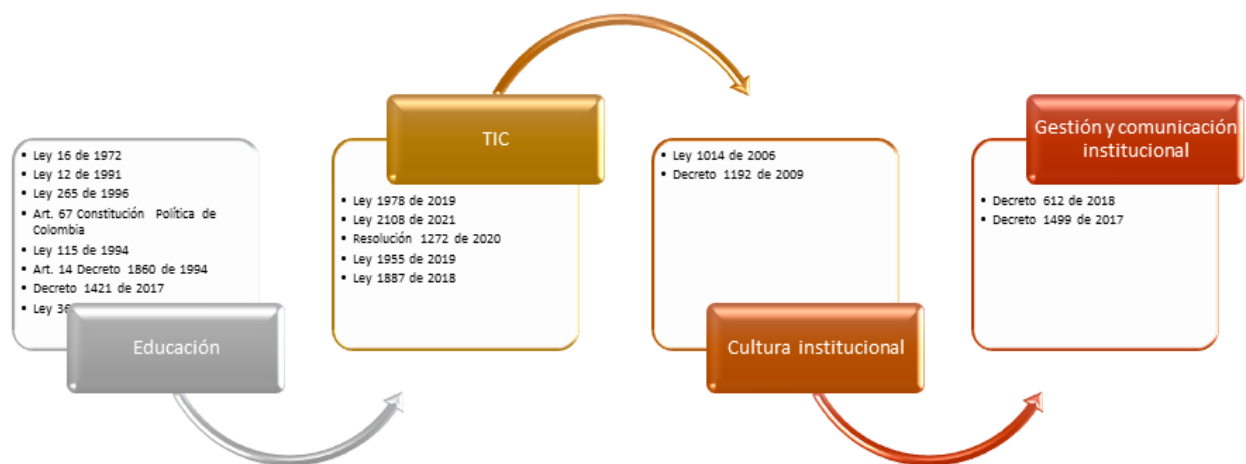 • Ley 16 de 1972
• Ley 12 de 1991
• Ley 265 de 1996
• Art. 67 Constitución Política de
Colombia
• Ley 115 de 1994
• Art. 14 Decreto 1860 de 1994
• Decreto 1421 de 2017
• Ley 36
Educación
TIC
• Ley 1978 de 2019
• Ley 2108 de 2021
• Resolución 1272 de 2020
• Ley 1955 de 2019
• Ley 1887 de 2018
• Ley 1014 de 2006
• Decreto 1192 de 2009
Cultura institucional
Gestión y comunicación
institucional
• Decreto 612 de 2018
• Decreto 1499 de 2017